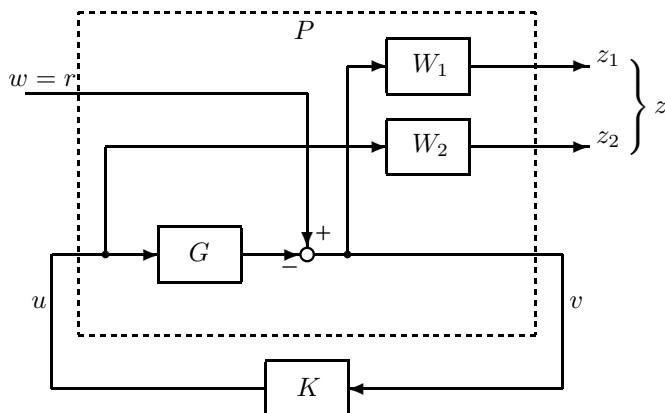 P
W₁
z₁
w = r
z
W₂
z₂
+
G
−
u
v
K